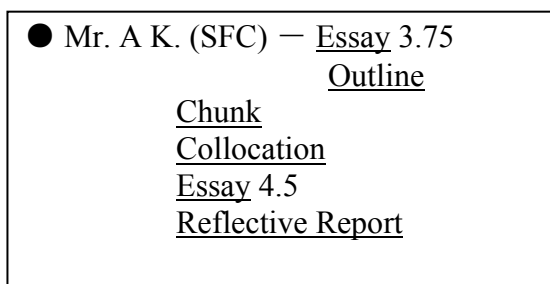 ● Mr. A K. (SFC) － Essay 3.75
Outline
Chunk
Collocation
Essay 4.5
Reflective Report